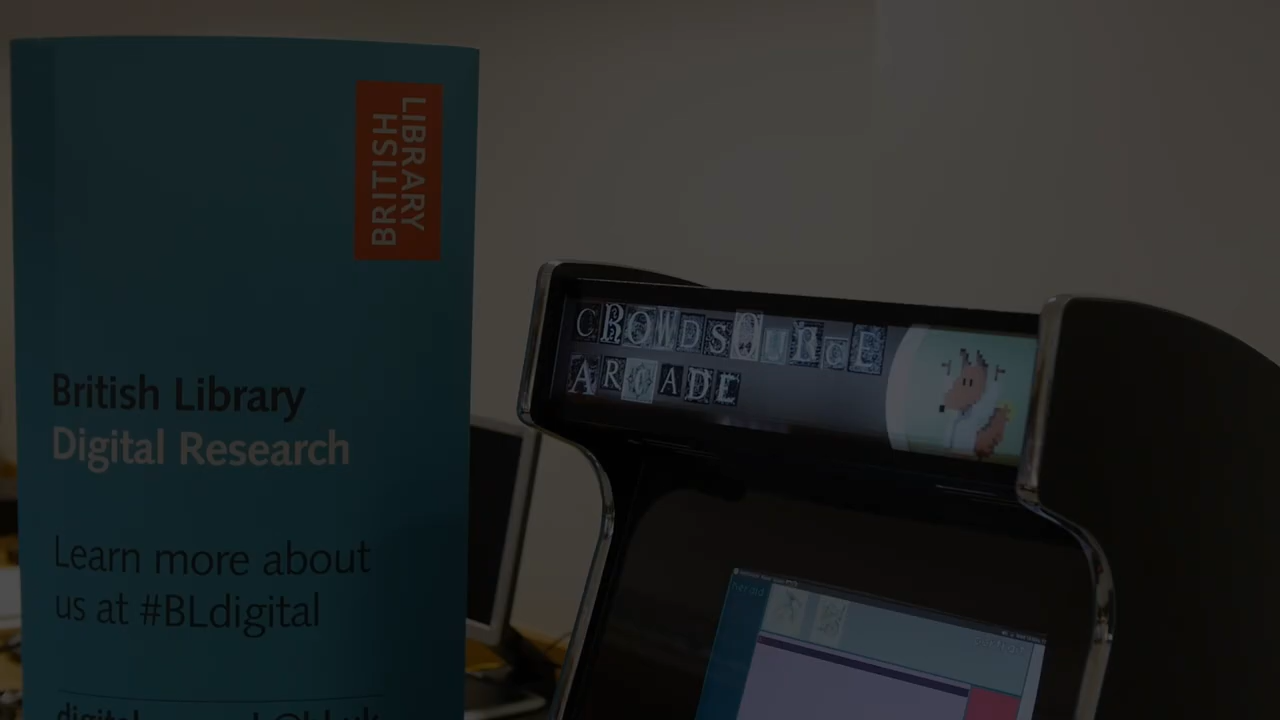 LIBRARY
BRITISH
British Library
Digital Research
Learn more about
us at #BLdigital
CROWDSOURCE
ARCADE